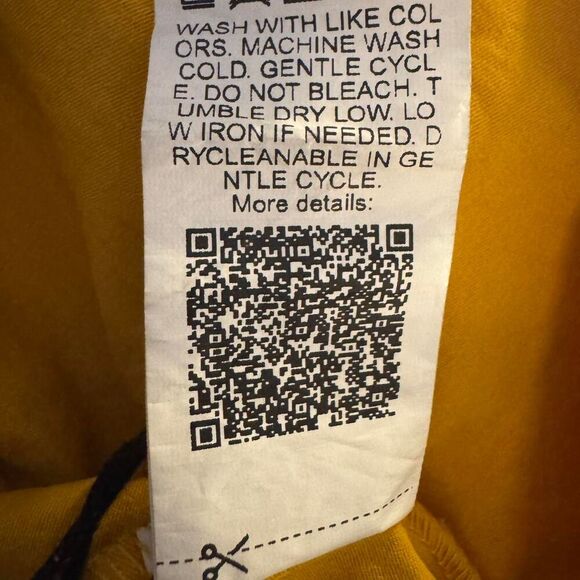 WASH WITH LIKE COL
ORS. MACHINE WASH
COLD. GENTLE CYCL
E. DO NOT BLEACH. T
UMBLE DRY LOW. LO
W IRON IF NEEDED. D
RYCLEANABLE IN GE
NTLE CYCLE.
More details: